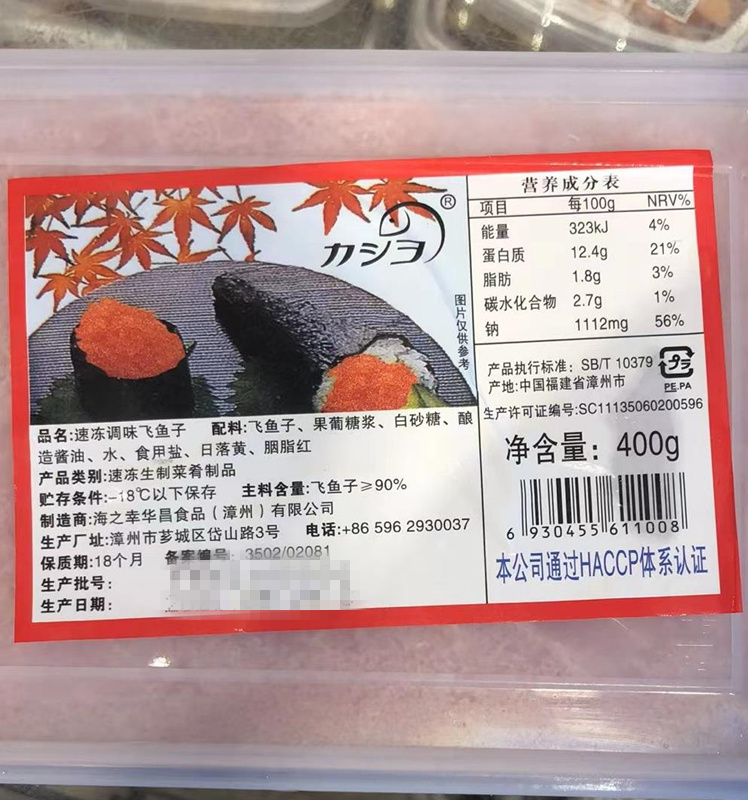 カシヨ®
图片仅供参考
品名:速冻调味飞鱼子 配料:飞鱼子、果葡糖浆、白砂糖、酿
造酱油、水、食用盐、日落黄、胭脂红
产品类别:速冻生制菜肴制品
贮存条件:-18℃以下保存 主料含量:飞鱼子≥90%
制造商:海之幸华昌食品（漳州）有限公司
生产厂址:漳州市芗城区岱山路3号 电话:+86 596 2930037
保质期:18个月 备案编号: 3502/02081
生产批号:
生产日期:
营养成分表
项目 每100g NRV%
能量 323kJ 4%
蛋白质 12.4g 21%
脂肪 1.8g 3%
碳水化合物 2.7g 1%
钠 1112mg 56%
产品执行标准: SB/T 10379
产地:中国福建省漳州市
プラ
PE.PA
生产许可证编号:SC11135060200596
净含量: 400g
6 930455 611008
本公司通过HACCP体系认证